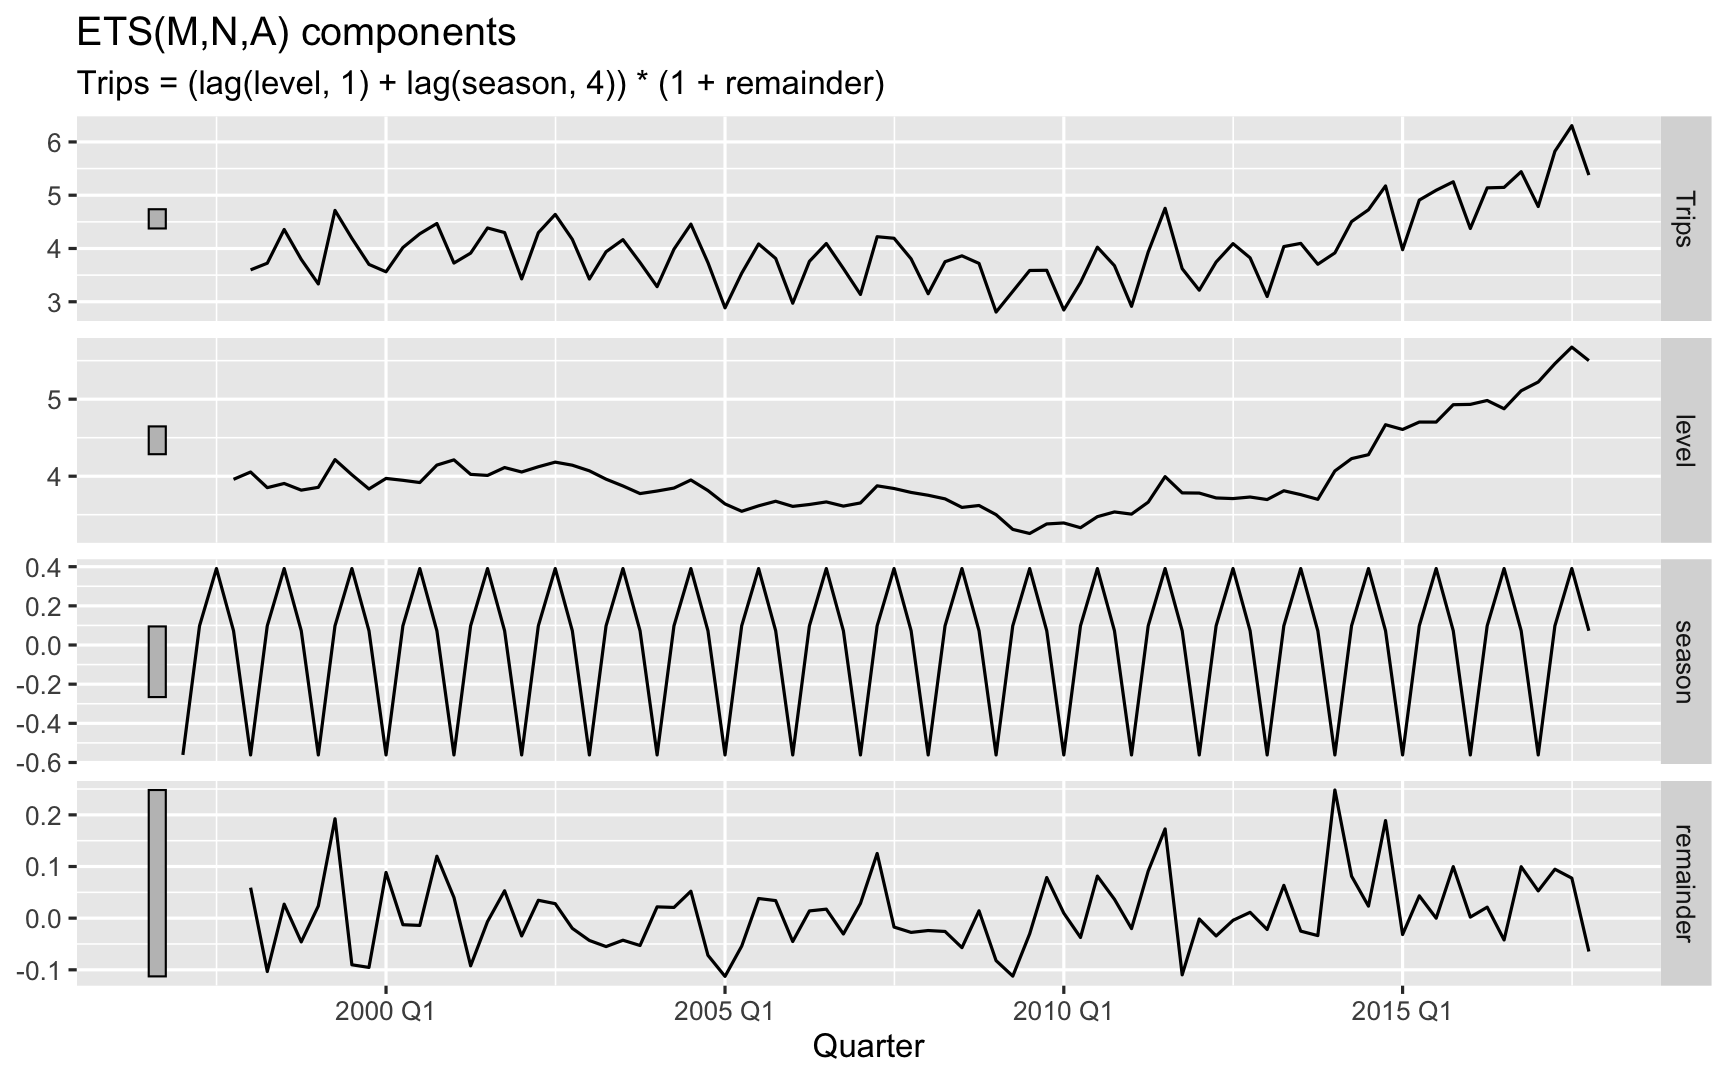 ETS(M,N,A) components
Trips = (lag(level, 1) + lag(season, 4)) * (1 + remainder)
6
5
4
3
Trips
5
4
level
0.4
0.2
0.0
-0.2
-0.4
-0.6
season
0.2
0.1
0.0
-0.1
remainder
2000 Q1 2005 Q1 2010 Q1 2015 Q1
Quarter